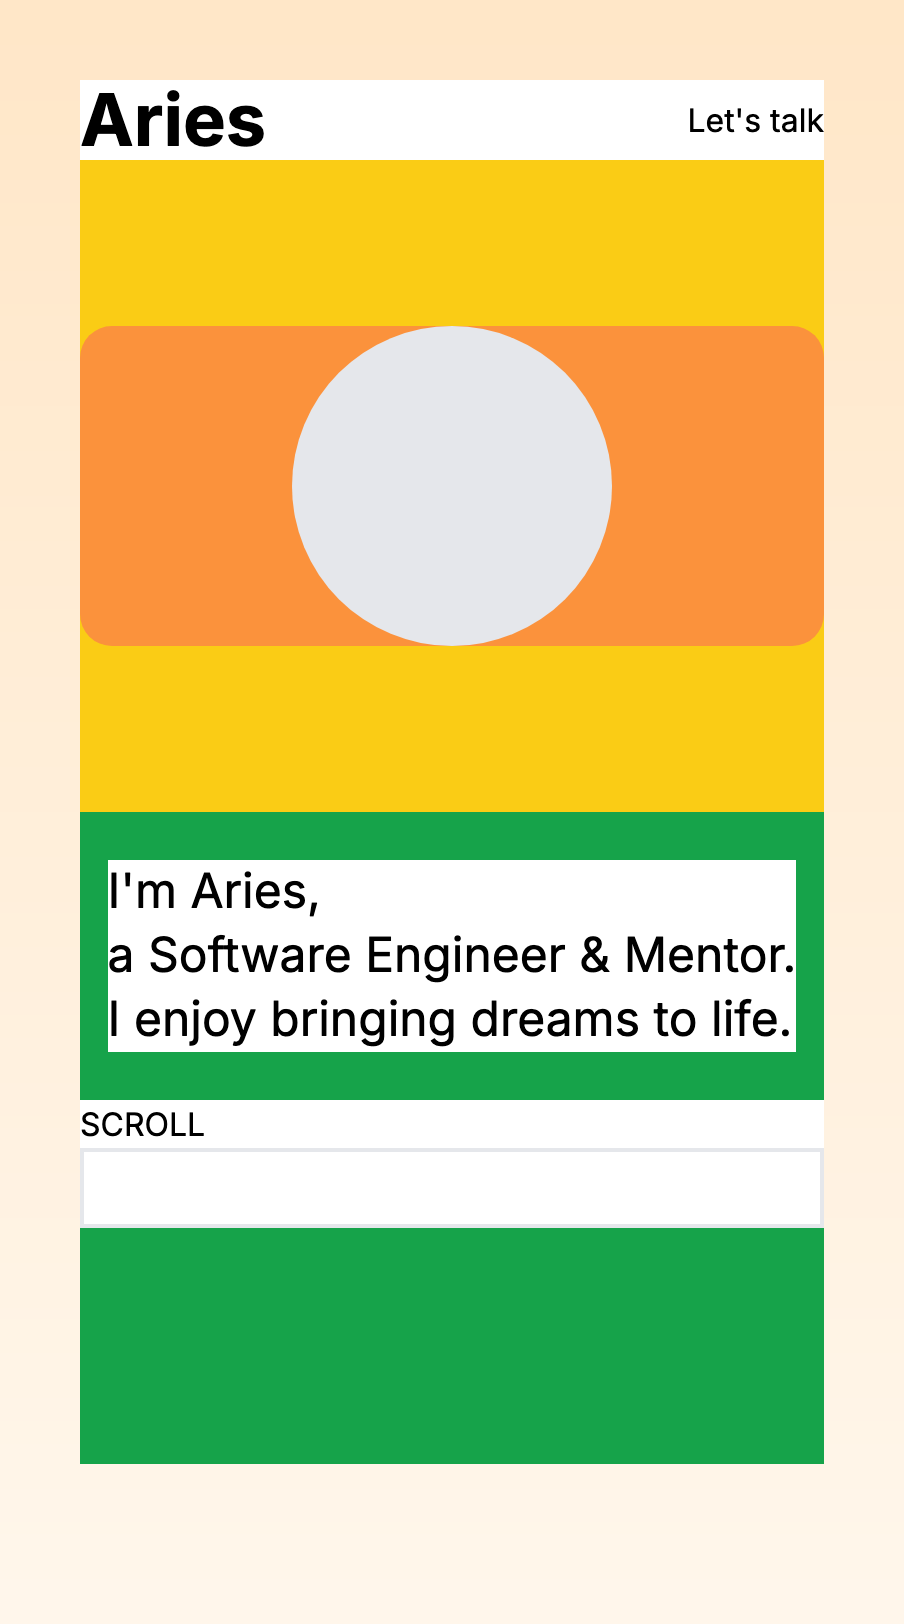 Aries
Let's talk
I'm Aries,
a Software Engineer & Mentor.
I enjoy bringing dreams to life.
SCROLL